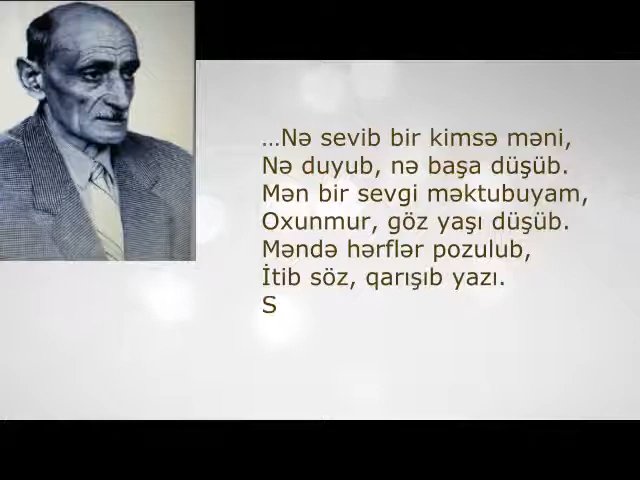 …Nə sevib bir kimsə məni,
Nə duyub, nə başa düşüb.
Mən bir sevgi məktubuyam,
Oxunmur, göz yaşı düşüb.
Məndə hərflər pozulub,
İtib söz, qarışıb yazı.
S